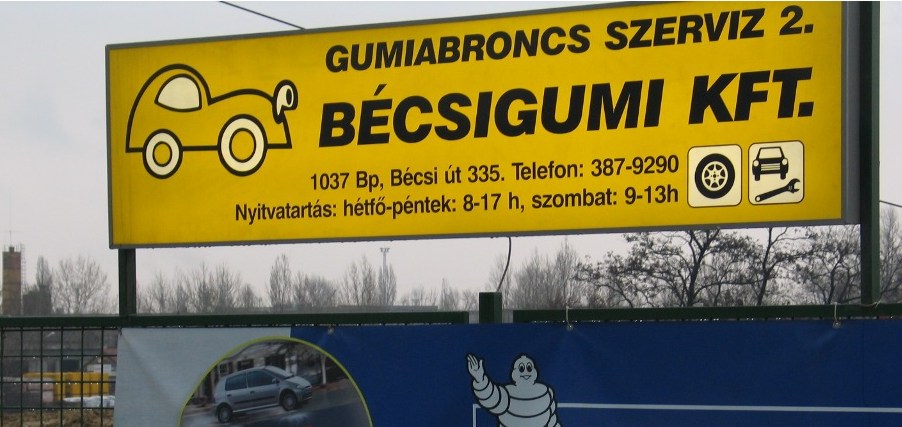 GUMIABRONCS SZERVIZ 2.
BÉCSIGUMI KFT.
1037 Bp, Bécsi út 335. Telefon: 387-9290
Nyitvatartás: hétfő-péntek: 8-17 h, szombat: 9-13h